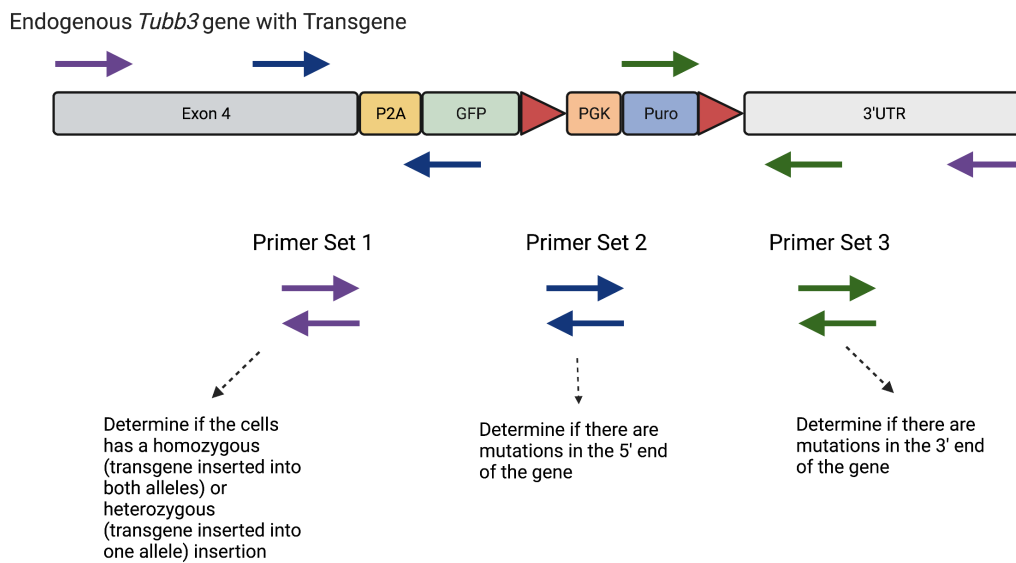 Endogenous Tubb3 gene with Transgene
Exon 4
P2A
GFP
PGK
Puro
3'UTR
Primer Set 1
Primer Set 2
Primer Set 3
Determine if the cells
has a homozygous
(transgene inserted into
both alleles) or
heterozygous
(transgene inserted into
one allele) insertion
Determine if there are
mutations in the 5' end
of the gene
Determine if there are
mutations in the 3' end
of the gene